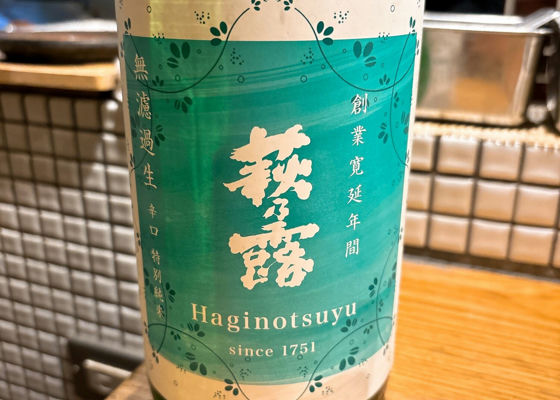 創業寛延年間
萩乃露
無濾過生 辛口 特別純米
Haginotsuyu
since 1751